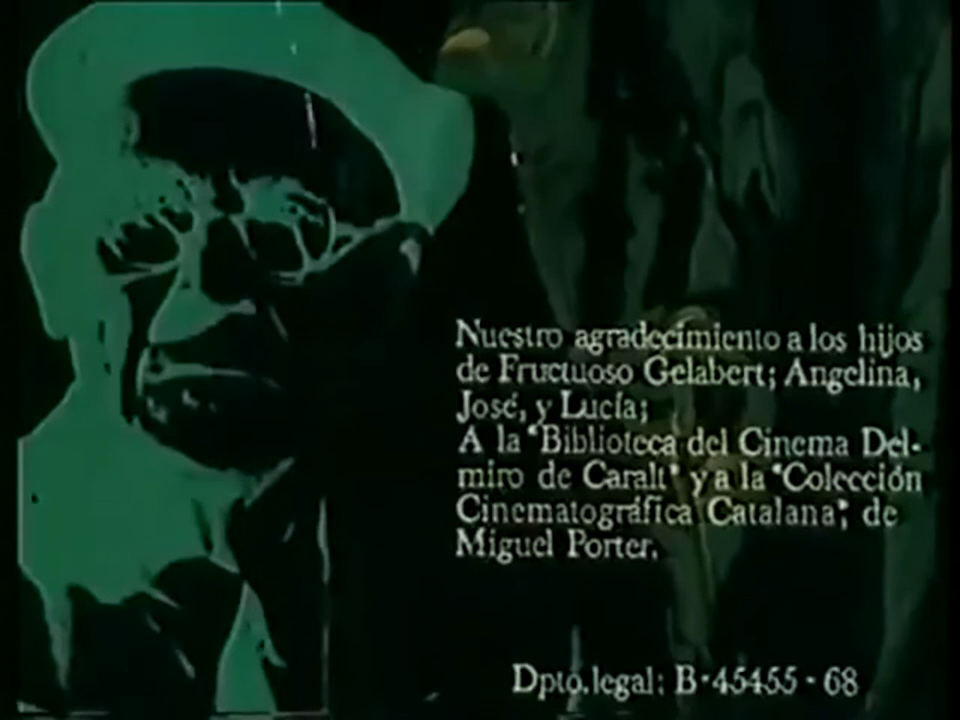 Nuestro agradecimiento a los hijos
de Fructuoso Gelabert; Angelina,
José, y Lucía;
A la "Biblioteca del Cinema Del-
miro de Caralt" y a la "Colección
Cinematográfica Catalana", de
Miguel Porter.
Dpto. legal: B-45455-68